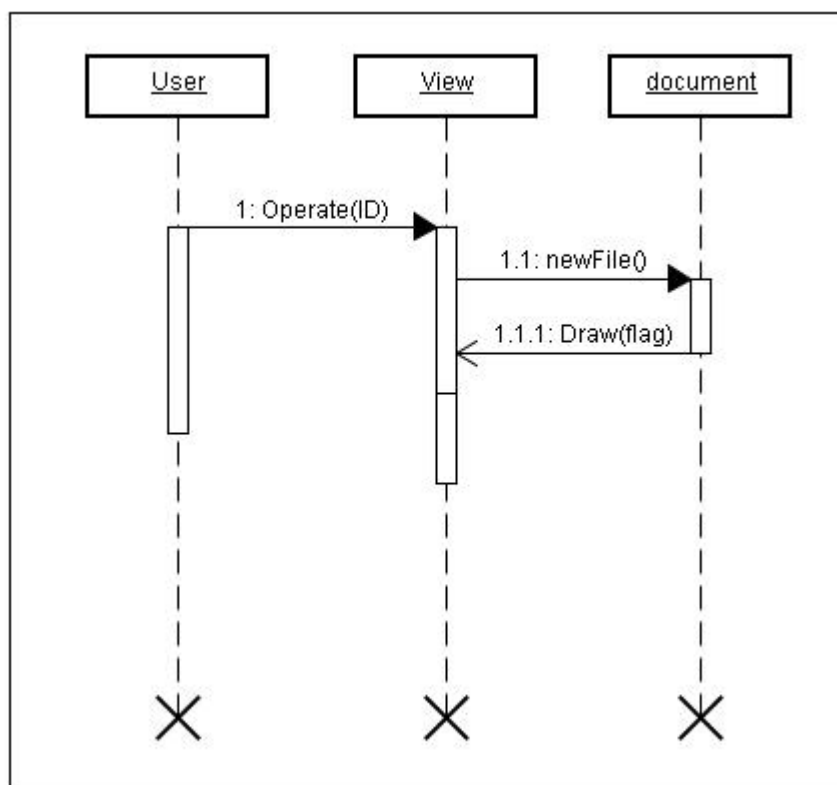 User
View
document
1: Operate(ID)
1.1: newFile()
1.1.1: Draw(flag)